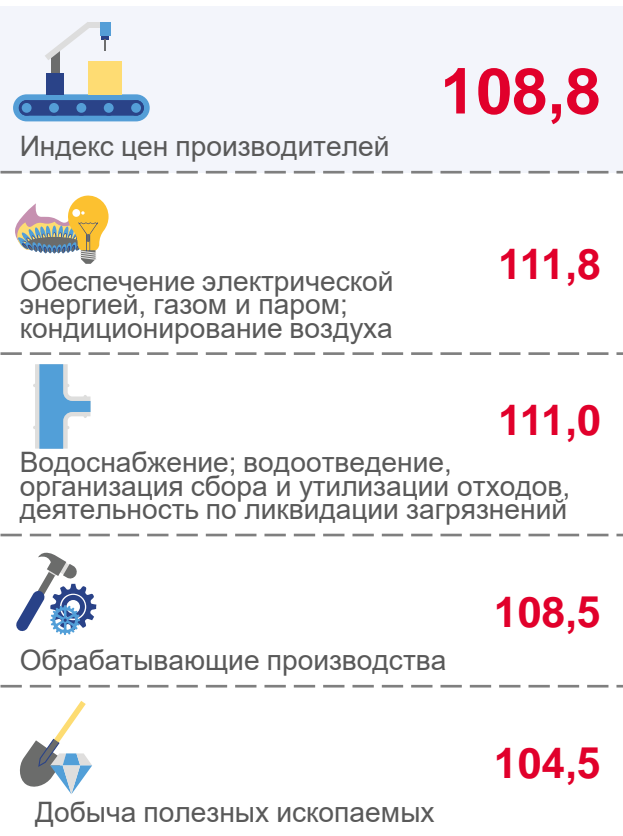 108,8
Индекс цен производителей
111,8
Обеспечение электрической
энергией, газом и паром;
кондиционирование воздуха
111,0
Водоснабжение; водоотведение,
организация сбора и утилизации отходов,
деятельность по ликвидации загрязнений
108,5
Обрабатывающие производства
104,5
Добыча полезных ископаемых